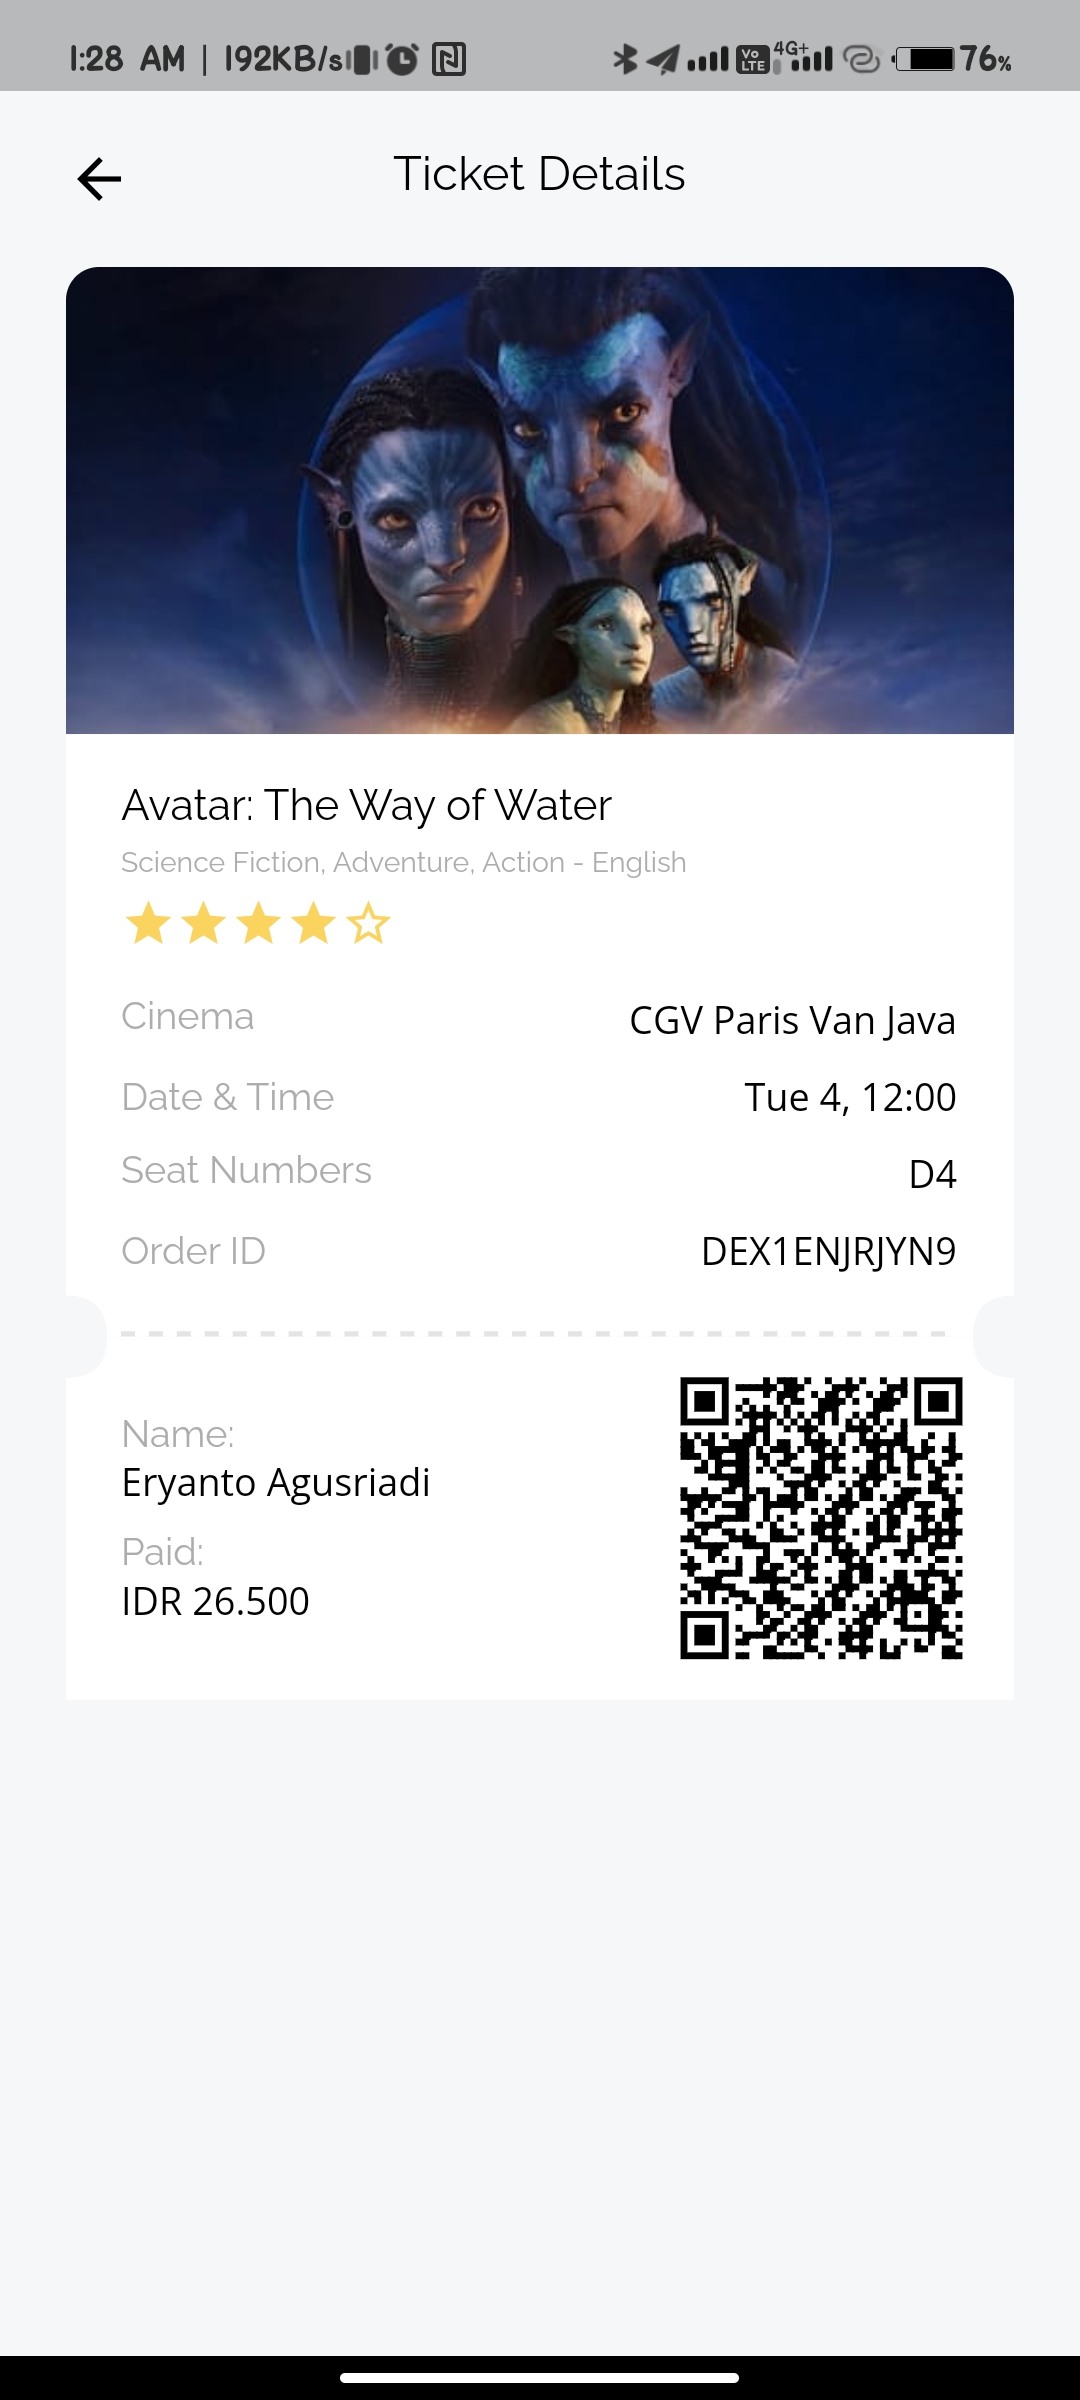 1:28 AM | 192KB/s
Vo LTE 4G+ 76%
Ticket Details
Avatar: The Way of Water
Science Fiction, Adventure, Action - English
Cinema CGV Paris Van Java
Date & Time Tue 4, 12:00
Seat Numbers D4
Order ID DEX1ENJRJYN9
Name:
Eryanto Agusriadi
Paid:
IDR 26.500